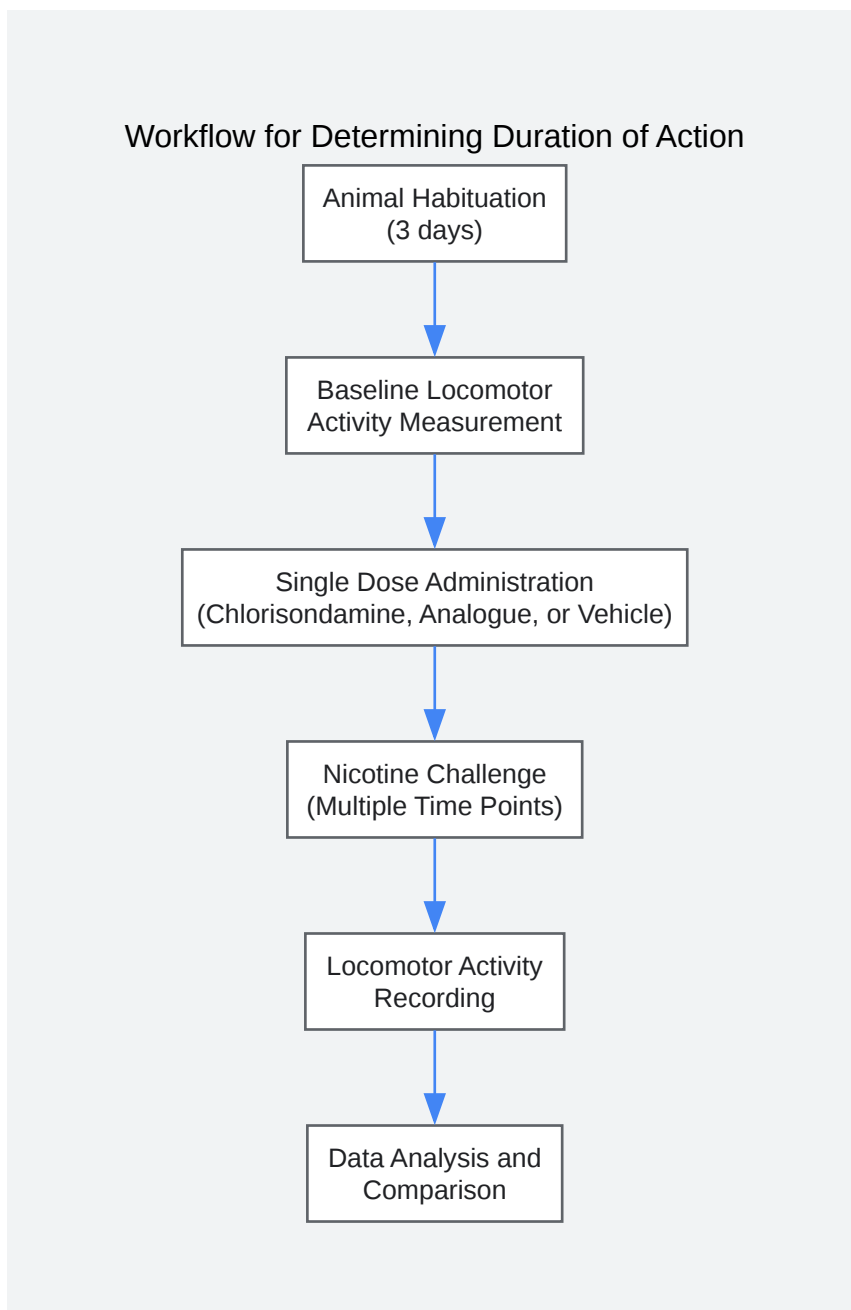 Workflow for Determining Duration of Action
Animal Habituation
(3 days)
Baseline Locomotor
Activity Measurement
Single Dose Administration
(Chlorisondamine, Analogue, or Vehicle)
Nicotine Challenge
(Multiple Time Points)
Locomotor Activity
Recording
Data Analysis and
Comparison